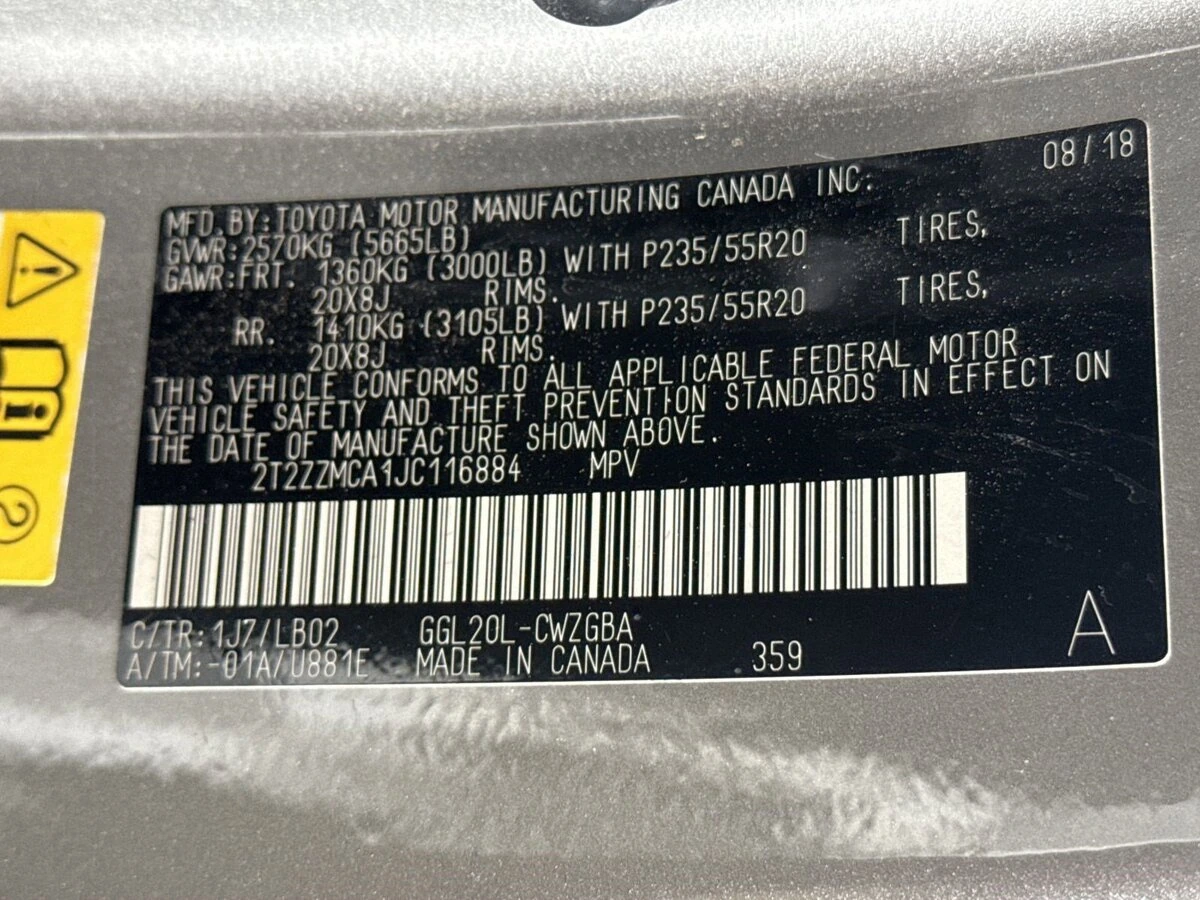 08/18
MFD.BY:TOYOTA MOTOR MANUFACTURING CANADA INC.
GVWR:2570KG (5665LB)
GAWR:FRT. 1360KG (3000LB) WITH P235/55R20 TIRES,
20X8J RIMS.
RR. 1410KG (3105LB) WITH P235/55R20 TIRES,
20X8J RIMS.
THIS VEHICLE CONFORMS TO ALL APPLICABLE FEDERAL MOTOR
VEHICLE SAFETY AND THEFT PREVENTION STANDARDS IN EFFECT ON
THE DATE OF MANUFACTURE SHOWN ABOVE.
2T2ZZMCA1JC116884 MPV
C/TR:1J7/LB02 GGL20L-CWZGBA
A/TM:-01A/U881E MADE IN CANADA 359
A